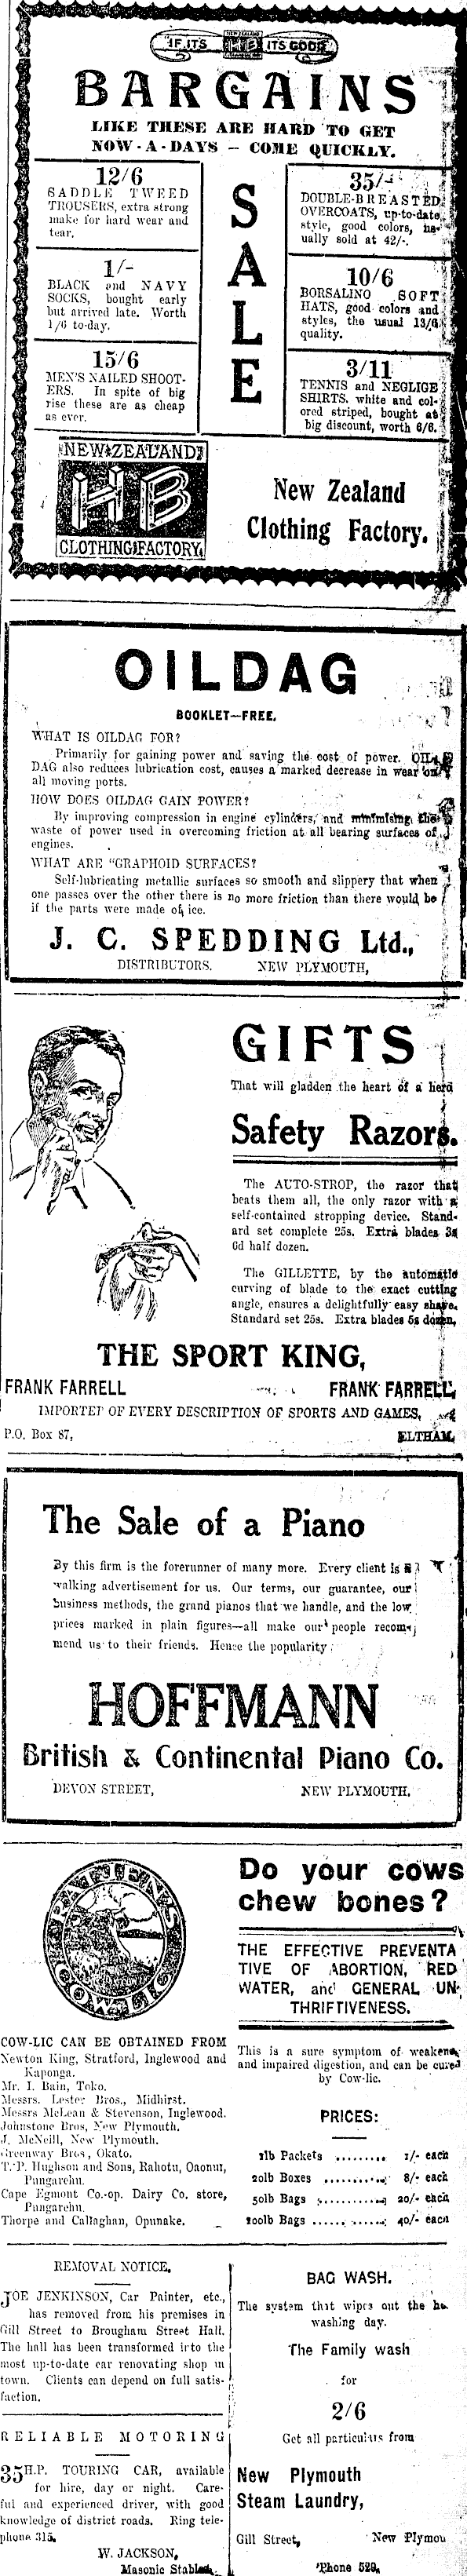 IF ITS HB ITS GOOD
BARGAINS
LIKE THESE ARE HARD TO GET
NOW-A-DAYS — COME QUICKLY.
12/6
SADDLE TWEED
TROUSERS, extra strong
make for hard wear and
tear.
1/-
BLACK and NAVY
SOCKS, bought early
but arrived late. Worth
1/6 to-day.
15/6
MEN'S NAILED SHOOT-
ERS. In spite of big
rise these are as cheap
as ever.
SALE
35/-
DOUBLE-BREASTED
OVERCOATS, up-to-date
style, good colors, us-
ually sold at 42/-.
10/6
BORSALINO SOFT
HATS, good colors and
styles, the usual 13/6
quality.
3/11
TENNIS and NEGLIGE
SHIRTS, white and col-
ored striped, bought at
big discount, worth 6/6.
NEW ZEALAND
HB
CLOTHING FACTORY
New Zealand
Clothing Factory.
OILDAG
BOOKLET—FREE.
WHAT IS OILDAG FOR?
Primarily for gaining power and saving the cost of power. OIL-
DAG also reduces lubrication cost, causes a marked decrease in wear on
all moving ports.
HOW DOES OILDAG GAIN POWER?
By improving compression in engine cylinders, and minimising the
waste of power used in overcoming friction at all bearing surfaces of
engines.
WHAT ARE "GRAPHOID SURFACES?
Self-lubricating metallic surfaces so smooth and slippery that when
one passes over the other there is no more friction than there would be
if the parts were made of ice.
J. C. SPEDDING Ltd.,
DISTRIBUTORS. NEW PLYMOUTH,
GIFTS
That will gladden the heart of a hero
Safety Razors.
The AUTO-STROP, the razor that
beats them all, the only razor with a
self-contained stropping device. Stand-
ard set complete 25s. Extra blades 3s
6d half dozen.
The GILLETTE, by the automatic
curving of blade to the exact cutting
angle, ensures a delightfully easy shave.
Standard set 25s. Extra blades 5s dozen.
THE SPORT KING,
FRANK FARRELL FRANK FARRELL,
IMPORTER OF EVERY DESCRIPTION OF SPORTS AND GAMES,
P.O. Box 87, ELTHAM.
The Sale of a Piano
By this firm is the forerunner of many more. Every client is a
walking advertisement for us. Our terms, our guarantee, our
business methods, the grand pianos that we handle, and the low
prices marked in plain figures—all make our people recom-
mend us to their friends. Hence the popularity
HOFFMANN
British & Continental Piano Co.
DEVON STREET, NEW PLYMOUTH.
PATTEN'S
COW-LIC
COW-LIC CAN BE OBTAINED FROM
Newton King, Stratford, Inglewood and
Kaponga.
Mr. I. Bain, Toko.
Messrs. Lester Bros., Midhirst.
Messrs McLean & Stevenson, Inglewood.
Johnstone Bros, New Plymouth.
J. McNeill, New Plymouth.
Greenway Bros, Okato.
T. P. Hughson and Sons, Rahotu, Oaonui,
Pungarehu.
Cape Egmont Co.-op. Dairy Co. store,
Pungarehu.
Thorpe and Callaghan, Opunake.
Do your cows
chew bones?
THE EFFECTIVE PREVENTA
TIVE OF ABORTION, RED
WATER, and GENERAL UN-
THRIFTIVENESS.
This is a sure symptom of weakened
and impaired digestion, and can be cured
by Cow-lic.
PRICES:
1lb Packets ......... 1/- each
20lb Boxes .......... 8/- each
50lb Bags ........... 20/- each
100lb Bags .......... 40/- each
REMOVAL NOTICE.
JOE JENKINSON, Car Painter, etc.,
has removed from his premises in
Gill Street to Brougham Street Hall.
The hall has been transformed into the
most up-to-date car renovating shop in
town. Clients can depend on full satis-
faction.
RELIABLE MOTORING
35 H.P. TOURING CAR, available
for hire, day or night. Care-
ful and experienced driver, with good
knowledge of district roads. Ring tele-
phone 315.
W. JACKSON,
Masonic Stables.
BAG WASH.
The system that wipes out the
washing day.
The Family wash
for
2/6
Get all particulars from
New Plymouth
Steam Laundry,
Gill Street, New Plymou
'Phone 529.